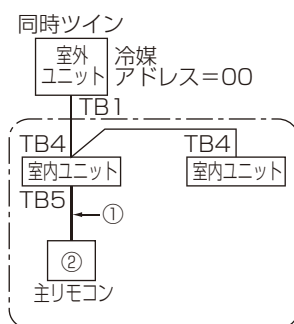 同時ツイン
室外
ユニット
冷媒
アドレス=00
TB1
TB4
TB4
室内ユニット
室内ユニット
TB5
①
②
主リモコン